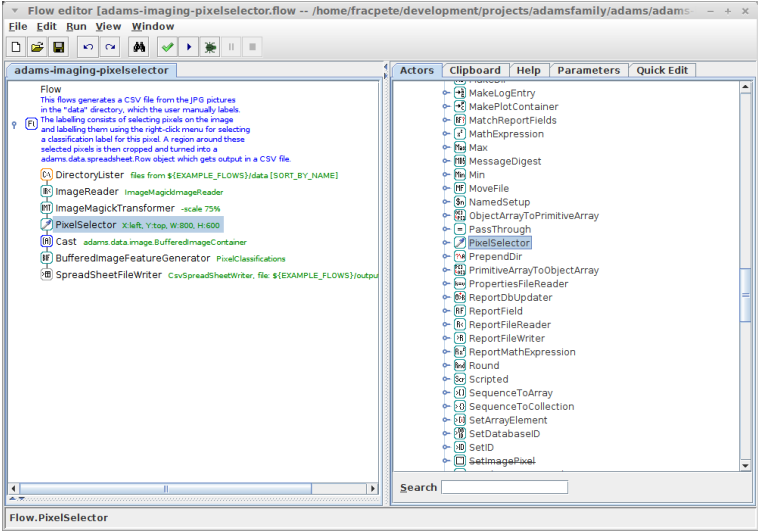 Flow editor [adams-imaging-pixelselector.flow -- /home/fracpete/development/projects/adamsfamily/adams/adams-
File Edit Run View Window
adams-imaging-pixelselector
Flow
This flows generates a CSV file from the JPG pictures
in the "data" directory, which the user manually labels.
The labelling consists of selecting pixels on the image
and labelling them using the right-click menu for selecting
a classification label for this pixel. A region around these
selected pixels is then cropped and turned into a
adams.data.spreadsheet.Row object which gets output in a CSV file.
DirectoryLister files from ${EXAMPLE_FLOWS}/data [SORT_BY_NAME]
ImageReader ImageMagickImageReader
ImageMagickTransformer -scale 75%
PixelSelector X:left, Y:top, W:800, H:600
Cast adams.data.image.BufferedImageContainer
BufferedImageFeatureGenerator PixelClassifications
SpreadSheetFileWriter CsvSpreadSheetWriter, file: ${EXAMPLE_FLOWS}/outpu
Actors Clipboard Help Parameters Quick Edit
MakeLogEntry
MakePlotContainer
MatchReportFields
MathExpression
Max
MessageDigest
Min
MoveFile
NamedSetup
ObjectArrayToPrimitiveArray
PassThrough
PixelSelector
PrependDir
PrimitiveArrayToObjectArray
PropertiesFileReader
ReportDbUpdater
ReportField
ReportFileReader
ReportFileWriter
ReportMathExpression
Round
Scripted
SequenceToArray
SequenceToCollection
SetArrayElement
SetDatabaseID
SetID
SetImagePixel
Search
Flow.PixelSelector